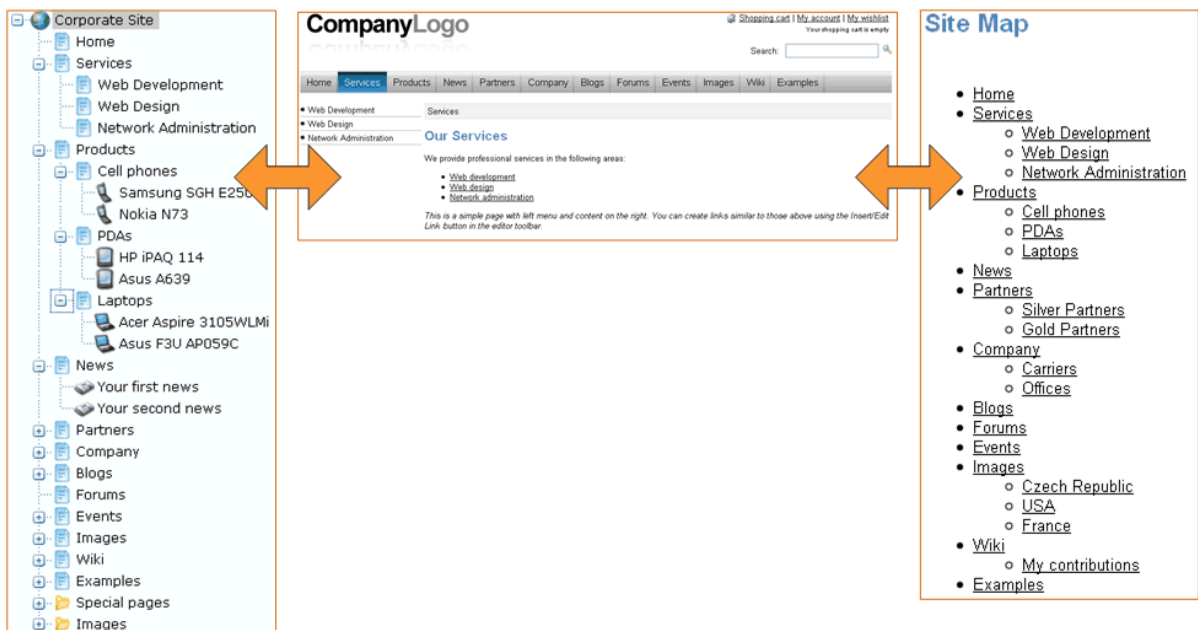 Corporate Site
Home
Services
Web Development
Web Design
Network Administration
Products
Cell phones
Samsung SGH E250
Nokia N73
PDAs
HP iPAQ 114
Asus A639
Laptops
Acer Aspire 3105WLMi
Asus F3U AP059C
News
Your first news
Your second news
Partners
Company
Blogs
Forums
Events
Images
Wiki
Examples
Special pages
Images
CompanyLogo
Shopping cart | My account | My wishlist
Your shopping cart is empty
Search:
Home Services Products News Partners Company Blogs Forums Events Images Wiki Examples
Web Development
Web Design
Network Administration
Services
Our Services
We provide professional services in the following areas:
Web development
Web design
Network administration
This is a simple page with left menu and content on the right. You can create links similar to those above using the Insert/Edit
Link button in the editor toolbar.
Site Map
Home
Services
Web Development
Web Design
Network Administration
Products
Cell phones
PDAs
Laptops
News
Partners
Silver Partners
Gold Partners
Company
Carriers
Offices
Blogs
Forums
Events
Images
Czech Republic
USA
France
Wiki
My contributions
Examples